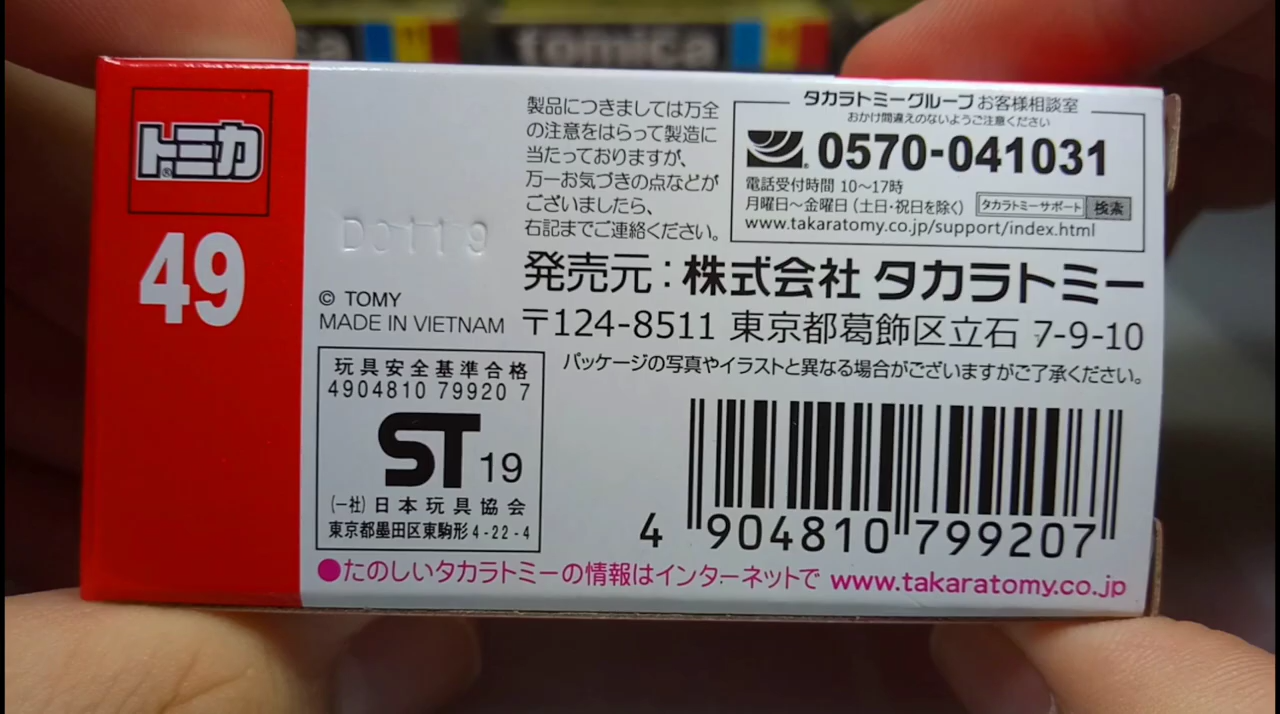 tomica
トミカ
®
49
D01119
© TOMY
MADE IN VIETNAM
玩具安全基準合格
4904810 79920 7
ST 19
(一社)日本玩具協会
東京都墨田区東駒形4-22-4
製品につきましては万全
の注意をはらって製造に
当たっておりますが、
万一お気づきの点などが
ございましたら、
右記までご連絡ください。
タカラトミーグループお客様相談室
おかけ間違えのないようご注意ください
0570-041031
電話受付時間 10～17時
月曜日～金曜日(土日・祝日を除く) タカラトミーサポート 検索
www.takaratomy.co.jp/support/index.html
発売元：株式会社 タカラトミー
〒124-8511 東京都葛飾区立石 7-9-10
パッケージの写真やイラストと異なる場合がございますがご了承ください。
4 904810 799207
●たのしいタカラトミーの情報はインターネットで www.takaratomy.co.jp